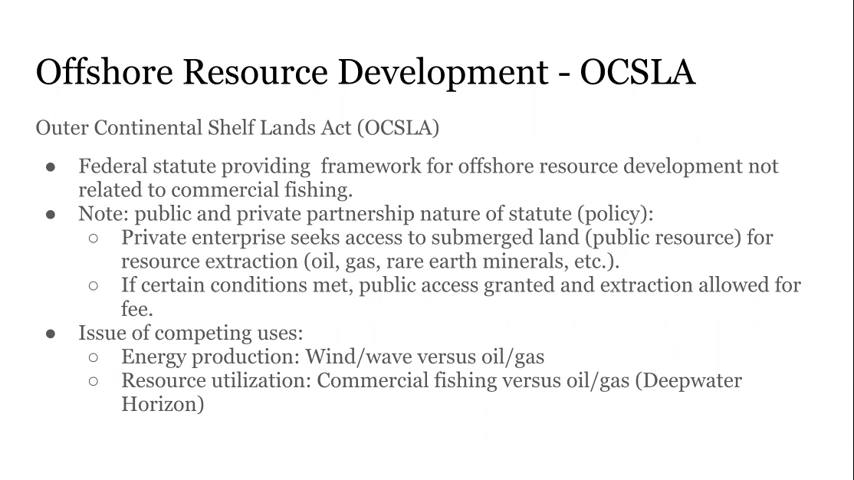 Offshore Resource Development - OCSLA
Outer Continental Shelf Lands Act (OCSLA)
● Federal statute providing  framework for offshore resource development not
related to commercial fishing.
● Note: public and private partnership nature of statute (policy):
○ Private enterprise seeks access to submerged land (public resource) for
resource extraction (oil, gas, rare earth minerals, etc.).
○ If certain conditions met, public access granted and extraction allowed for
fee.
● Issue of competing uses:
○ Energy production: Wind/wave versus oil/gas
○ Resource utilization: Commercial fishing versus oil/gas (Deepwater
Horizon)